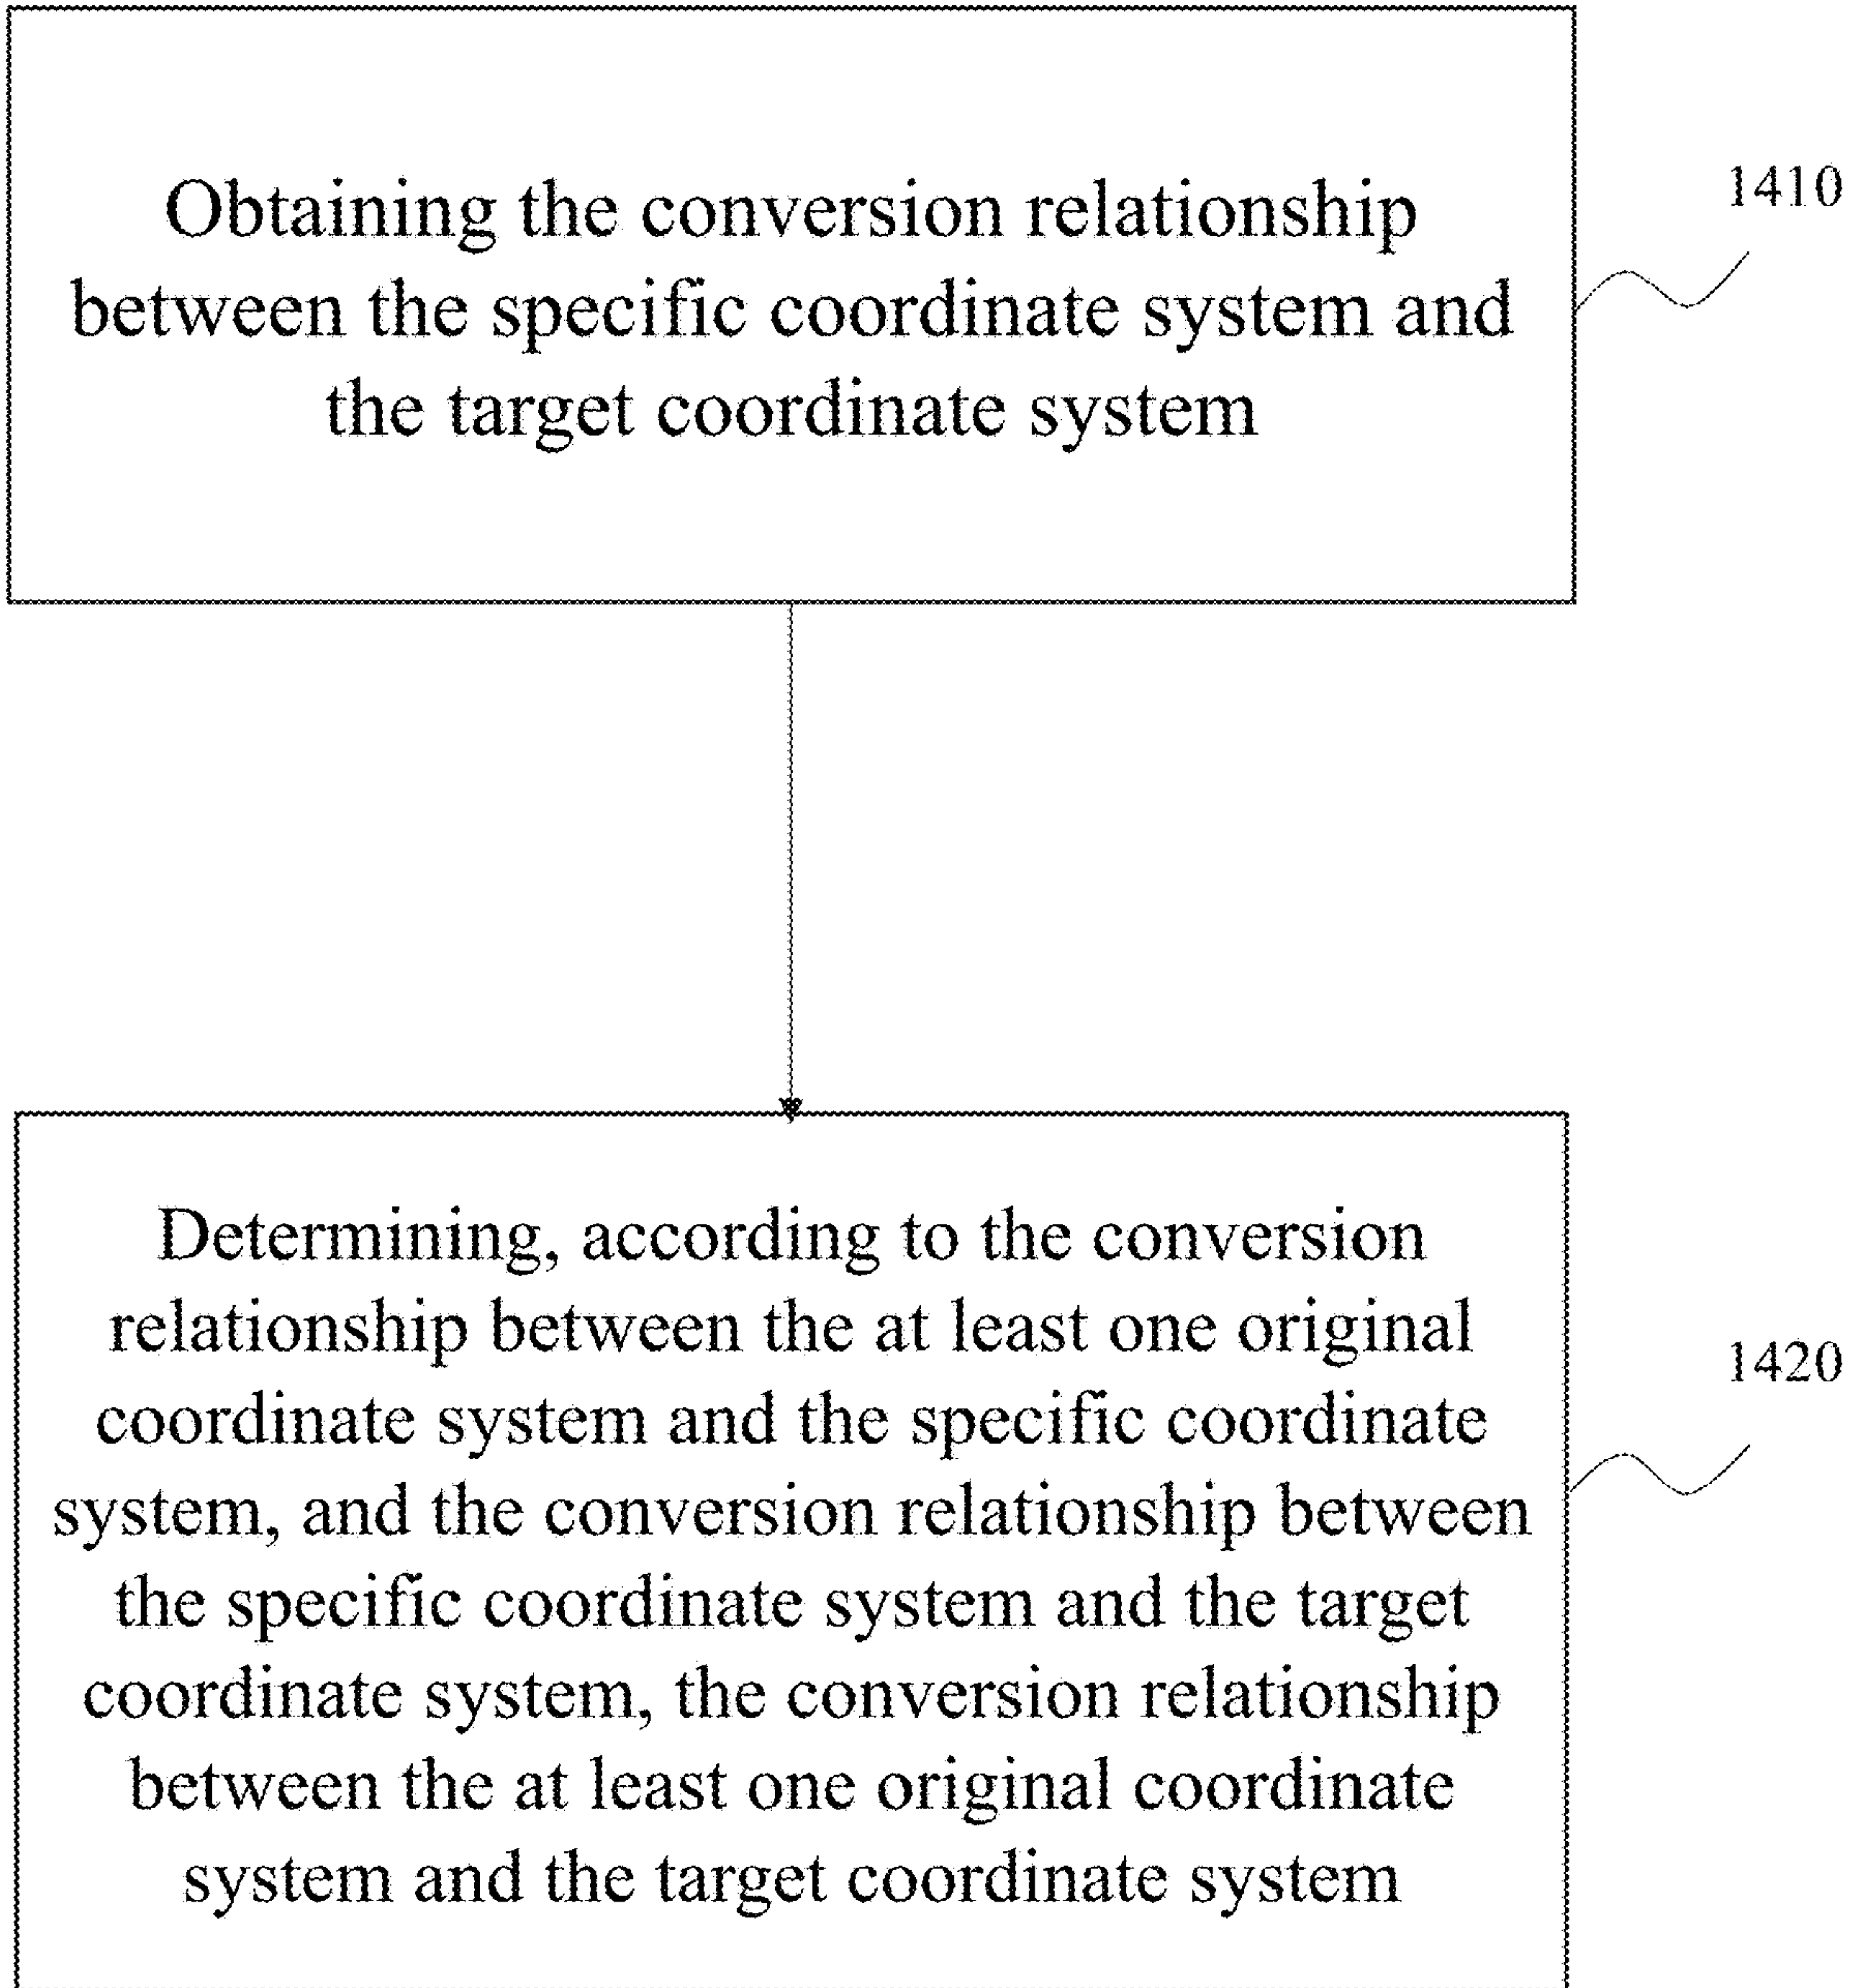 Obtaining the conversion relationship
between the specific coordinate system and
the target coordinate system
1410
Determining, according to the conversion
relationship between the at least one original
coordinate system and the specific coordinate
system, and the conversion relationship between
the specific coordinate system and the target
coordinate system, the conversion relationship
between the at least one original coordinate
system and the target coordinate system
1420